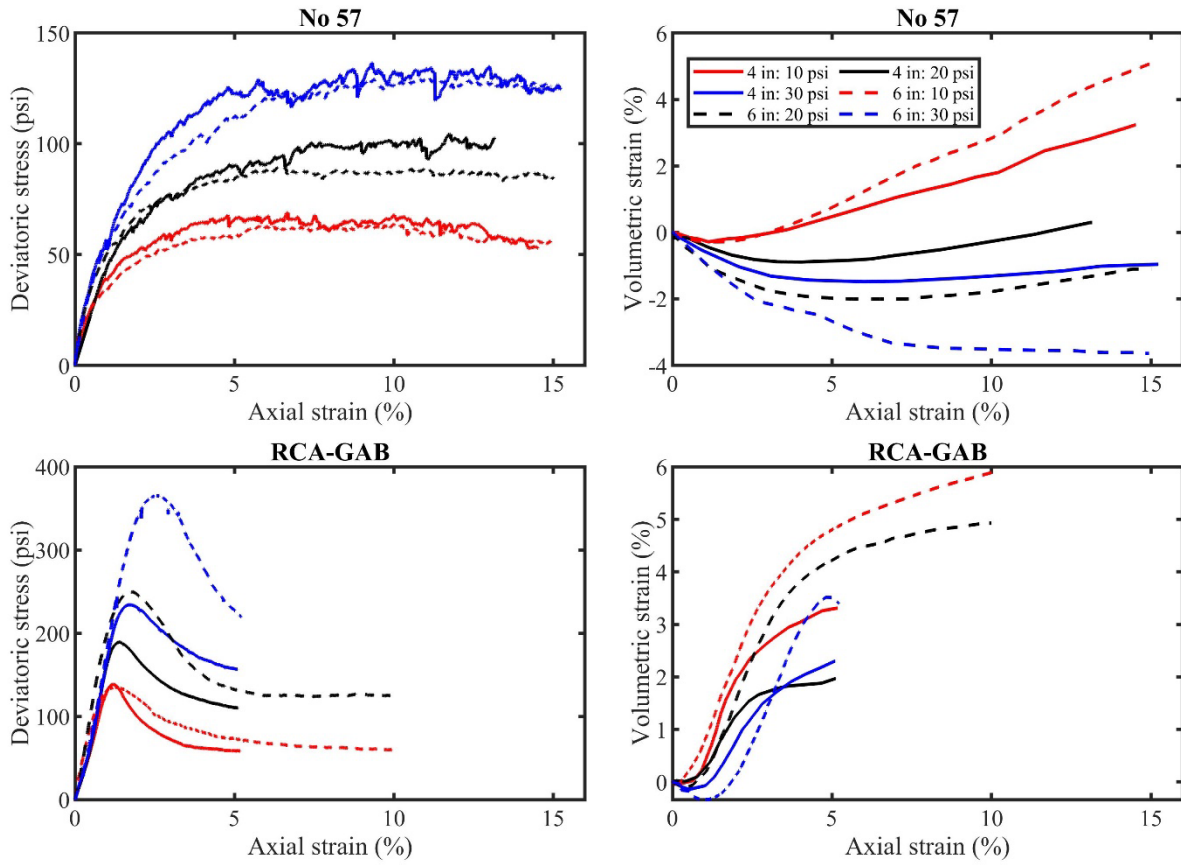 No 57
150
100
50
0
Deviatoric stress (psi)
0 5 10 15
Axial strain (%)
No 57
6
4
2
0
-2
-4
Volumetric strain (%)
4 in: 10 psi 4 in: 20 psi
4 in: 30 psi 6 in: 10 psi
6 in: 20 psi 6 in: 30 psi
0 5 10 15
Axial strain (%)
RCA-GAB
400
300
200
100
0
Deviatoric stress (psi)
0 5 10 15
Axial strain (%)
RCA-GAB
6
5
4
3
2
1
0
Volumetric strain (%)
0 5 10 15
Axial strain (%)